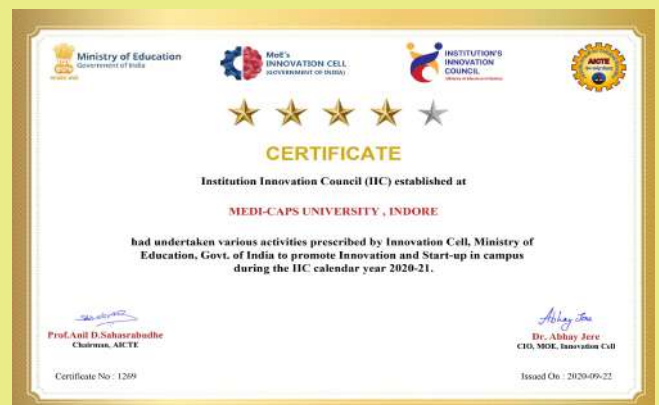 Ministry of Education
Government of India
MoE's
INNOVATION CELL
(GOVERNMENT OF INDIA)
INSTITUTION'S
INNOVATION
COUNCIL
AICTE
CERTIFICATE
Institution Innovation Council (IIC) established at
MEDI-CAPS UNIVERSITY , INDORE
had undertaken various activities prescribed by Innovation Cell, Ministry of
Education, Govt. of India to promote Innovation and Start-up in campus
during the IIC calendar year 2020-21.
Prof.Anil D.Sahasrabudhe
Chairman, AICTE
Certificate No : 1269
Abhay Jere
Dr. Abhay Jere
CIO, MOE, Innovation Cell
Issued On : 2020-09-22